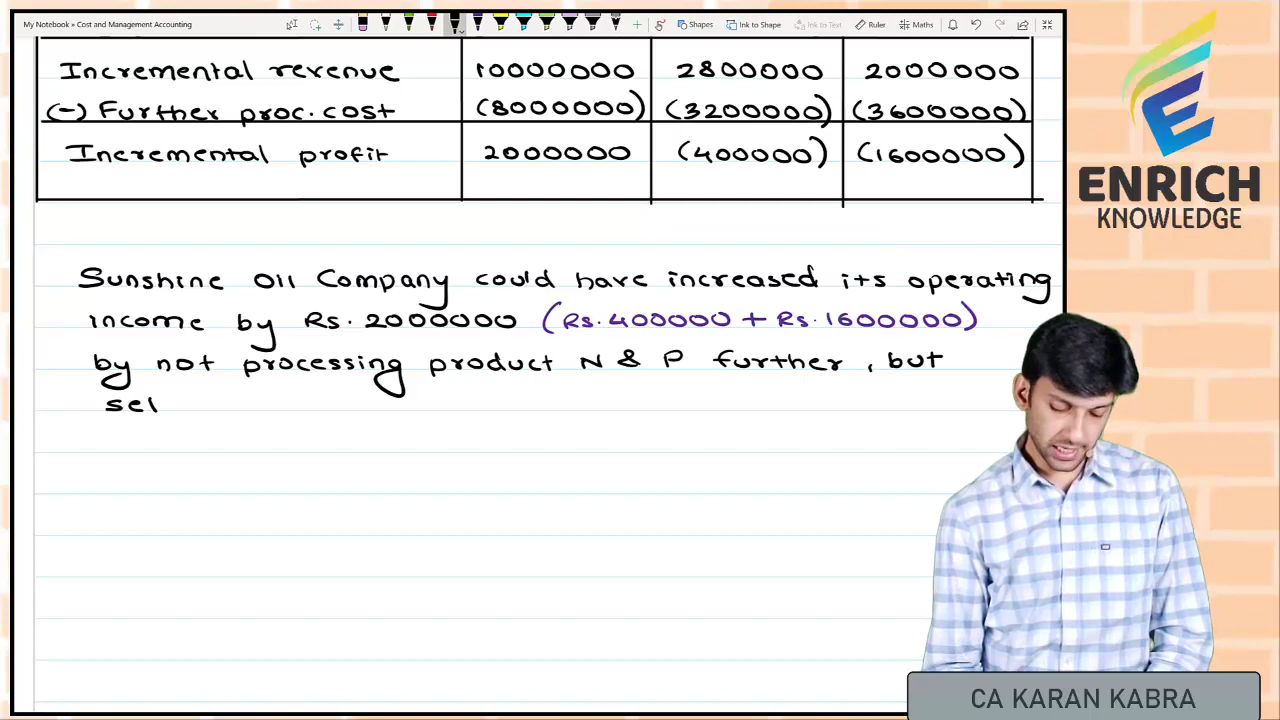 My Notebook » Cost and Management Accounting
Shapes Ink to Shape Ink to Text Ruler Maths
Incremental revenue 10000000 2800000 2000000
(-) Further proc. cost (8000000) (3200000) (3600000)
Incremental profit 2000000 (400000) (1600000)
ENRICH
KNOWLEDGE
Sunshine Oil Company could have increased its operating
income by Rs. 2000000 (Rs. 400000 + Rs. 1600000)
by not processing product N & P further, but
sel
CA KARAN KABRA